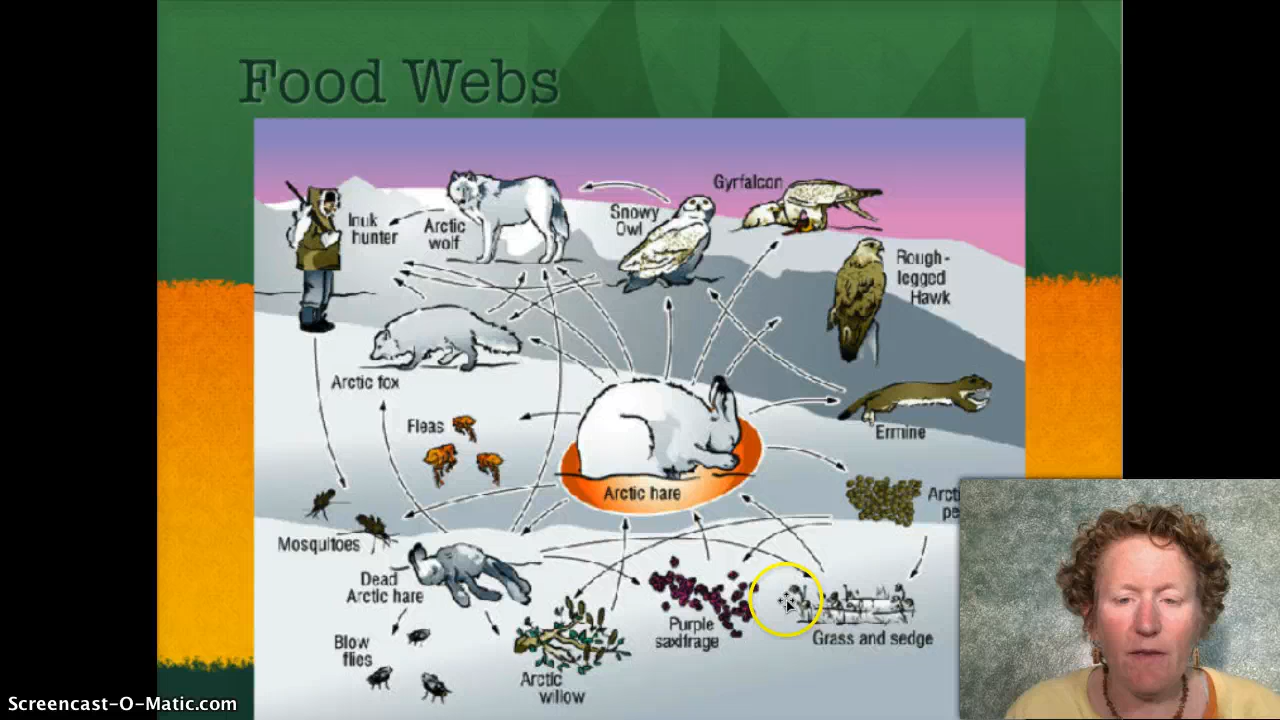 Food Webs
Gyrfalcon
Inuk
hunter
Arctic
wolf
Snowy
Owl
Rough-
legged
Hawk
Arctic fox
Ermine
Fleas
Arctic hare
Mosquitoes
Dead
Arctic hare
Purple
saxifrage
Grass and sedge
Blow
flies
Arctic
willow
Screencast-O-Matic.com